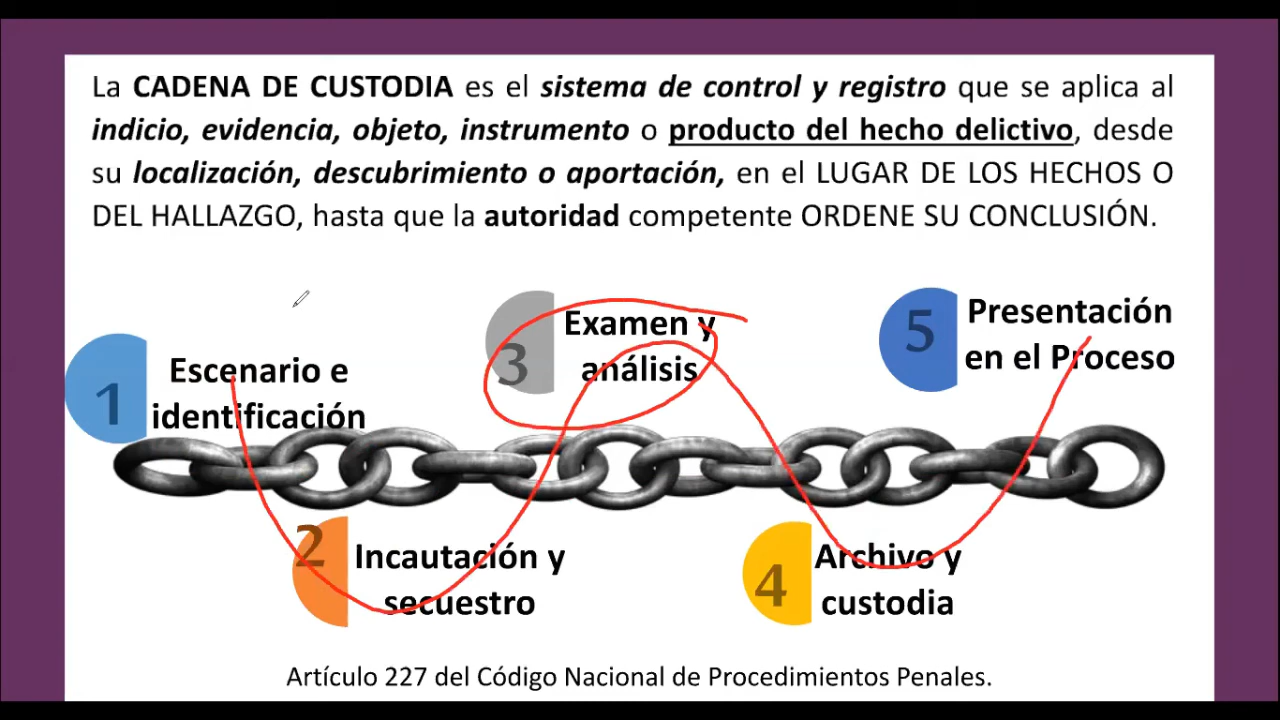 La CADENA DE CUSTODIA es el sistema de control y registro que se aplica al
indicio, evidencia, objeto, instrumento o producto del hecho delictivo, desde
su localización, descubrimiento o aportación, en el LUGAR DE LOS HECHOS O
DEL HALLAZGO, hasta que la autoridad competente ORDENE SU CONCLUSIÓN.
1
Escenario e
identificación
2
Incautación y
secuestro
3
Examen y
análisis
4
Archivo y
custodia
5
Presentación
en el Proceso
Artículo 227 del Código Nacional de Procedimientos Penales.